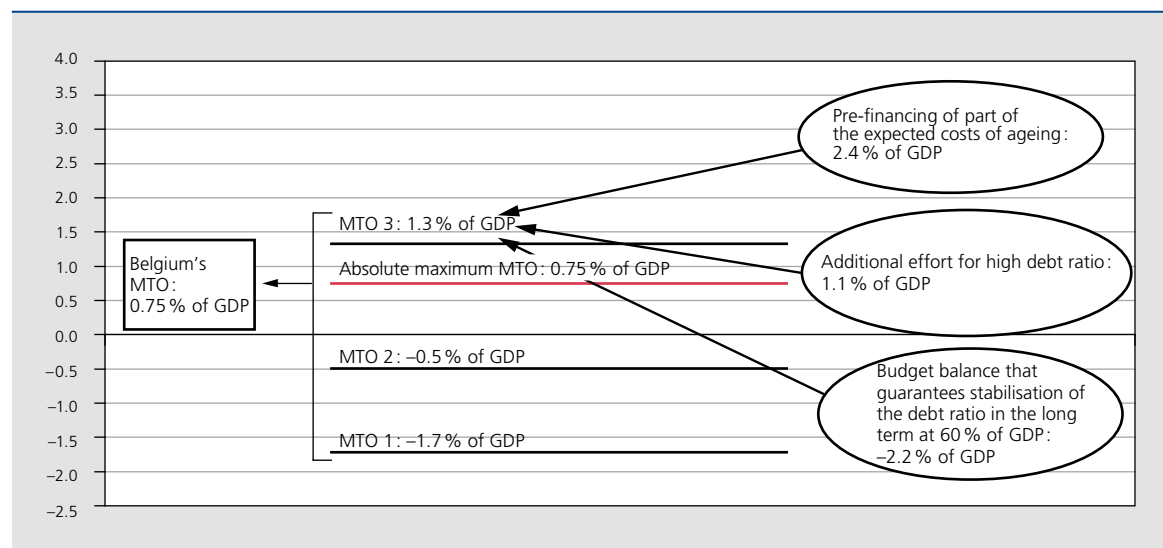 4.0
3.5
3.0
2.5
2.0
1.5
1.0
0.5
0.0
–0.5
–1.0
–1.5
–2.0
–2.5
Belgium's
MTO :
0.75 % of GDP
MTO 3 : 1.3 % of GDP
Absolute maximum MTO : 0.75 % of GDP
MTO 2 : –0.5 % of GDP
MTO 1 : –1.7 % of GDP
Pre-financing of part of
the expected costs of ageing :
2.4 % of GDP
Additional effort for high debt ratio :
1.1 % of GDP
Budget balance that
guarantees stabilisation of
the debt ratio in the long
term at 60 % of GDP :
–2.2 % of GDP